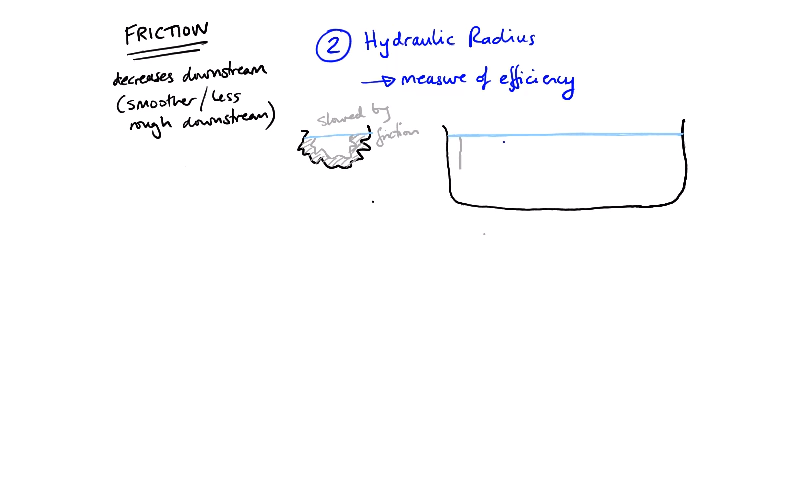 FRICTION
decreases downstream
(smoother/less
rough downstream)
② Hydraulic Radius
→ measure of efficiency
slowed by
friction